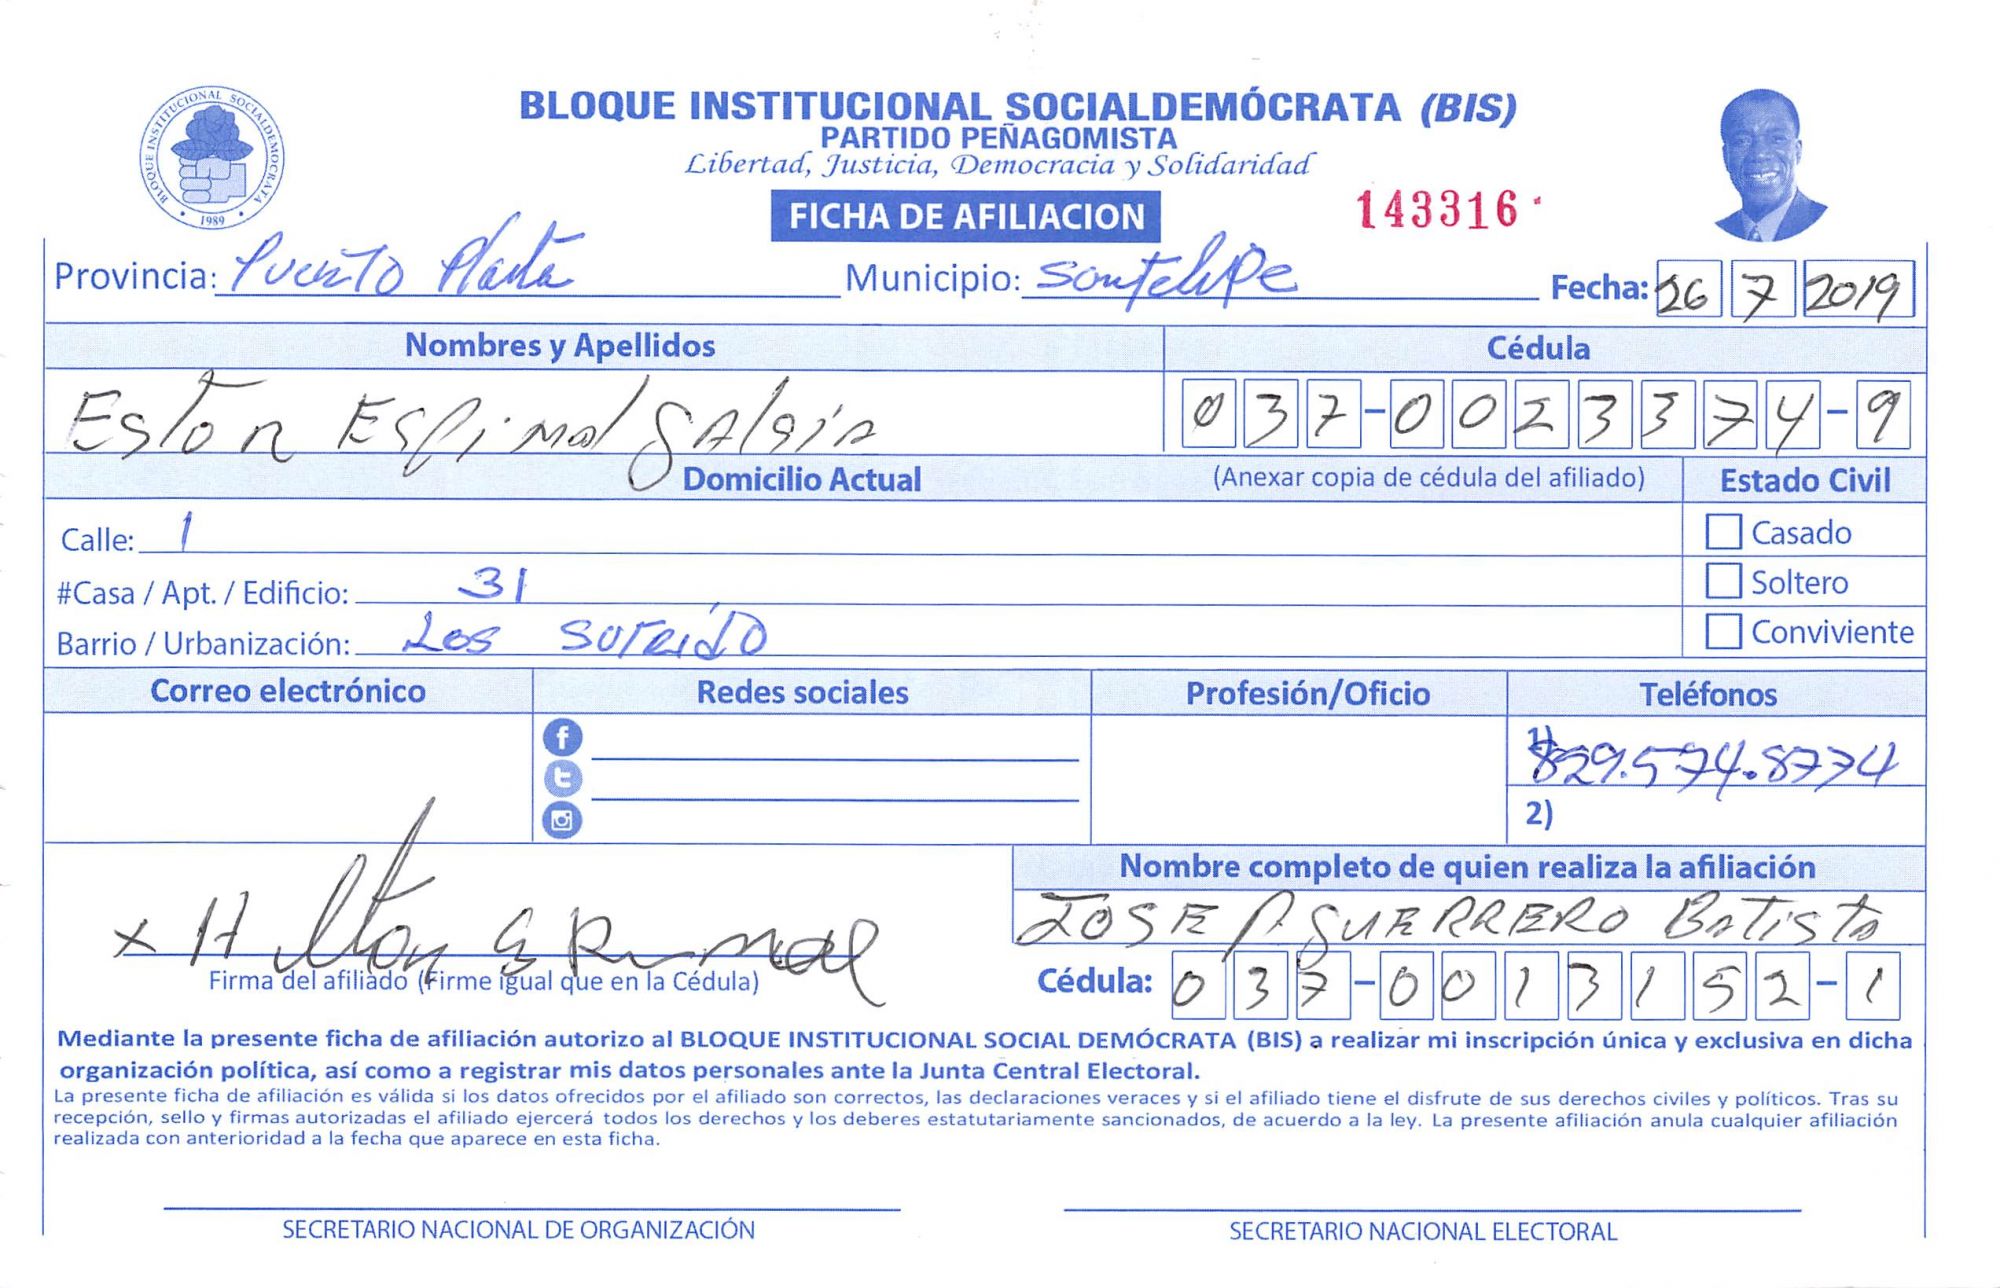 BLOQUE INSTITUCIONAL SOCIALDEMOCRATA
1989
BLOQUE INSTITUCIONAL SOCIALDEMÓCRATA (BIS)
PARTIDO PEÑAGOMISTA
Libertad, Justicia, Democracia y Solidaridad
FICHA DE AFILIACION
143316
Provincia: Puerto Plata Municipio: Fecha: 26 7 2019
Nombres y Apellidos Cédula
Eston Espinal 037-0023374-9
Domicilio Actual (Anexar copia de cédula del afiliado) Estado Civil
Calle: 1 Casado
#Casa / Apt. / Edificio: 31 Soltero
Barrio / Urbanización: Los Conviviente
Correo electrónico Redes sociales Profesión/Oficio Teléfonos
1) 829.574.8774
2)
Nombre completo de quien realiza la afiliación
JOSE A GUERRERO Batista
x Hilton
Firma del afiliado (Firme igual que en la Cédula) Cédula: 037-0013152-1
Mediante la presente ficha de afiliación autorizo al BLOQUE INSTITUCIONAL SOCIAL DEMÓCRATA (BIS) a realizar mi inscripción única y exclusiva en dicha
organización política, así como a registrar mis datos personales ante la Junta Central Electoral.
La presente ficha de afiliación es válida si los datos ofrecidos por el afiliado son correctos, las declaraciones veraces y si el afiliado tiene el disfrute de sus derechos civiles y políticos. Tras su
recepción, sello y firmas autorizadas el afiliado ejercerá todos los derechos y los deberes estatutariamente sancionados, de acuerdo a la ley. La presente afiliación anula cualquier afiliación
realizada con anterioridad a la fecha que aparece en esta ficha.
SECRETARIO NACIONAL DE ORGANIZACIÓN SECRETARIO NACIONAL ELECTORAL